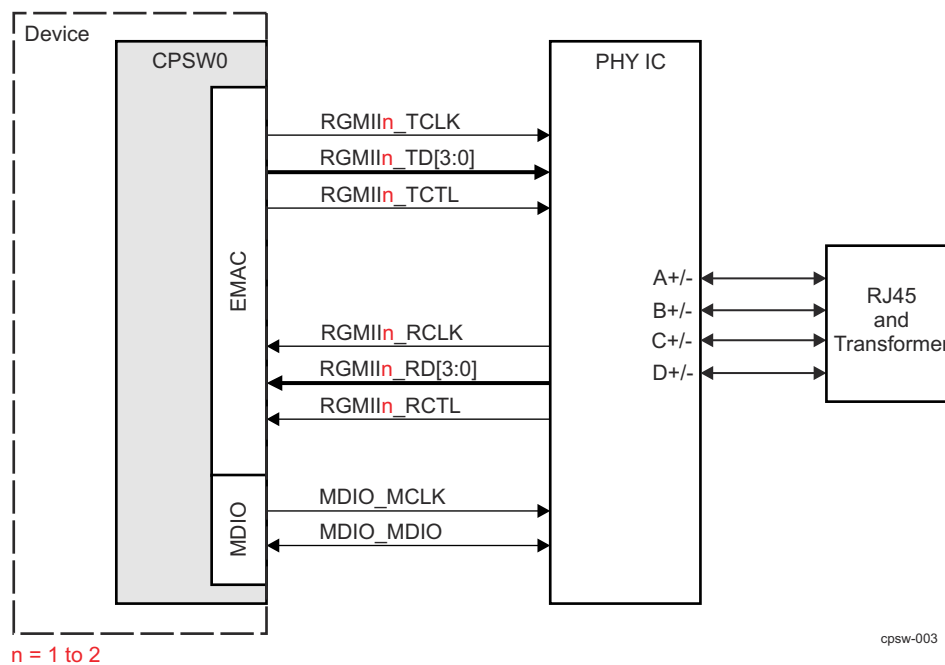 Device
CPSW0
PHY IC
EMAC
RGMIIn_TCLK
RGMIIn_TD[3:0]
RGMIIn_TCTL
RGMIIn_RCLK
RGMIIn_RD[3:0]
RGMIIn_RCTL
A+/-
B+/-
C+/-
D+/-
RJ45
and
Transformer
MDIO
MDIO_MCLK
MDIO_MDIO
cpsw-003
n = 1 to 2